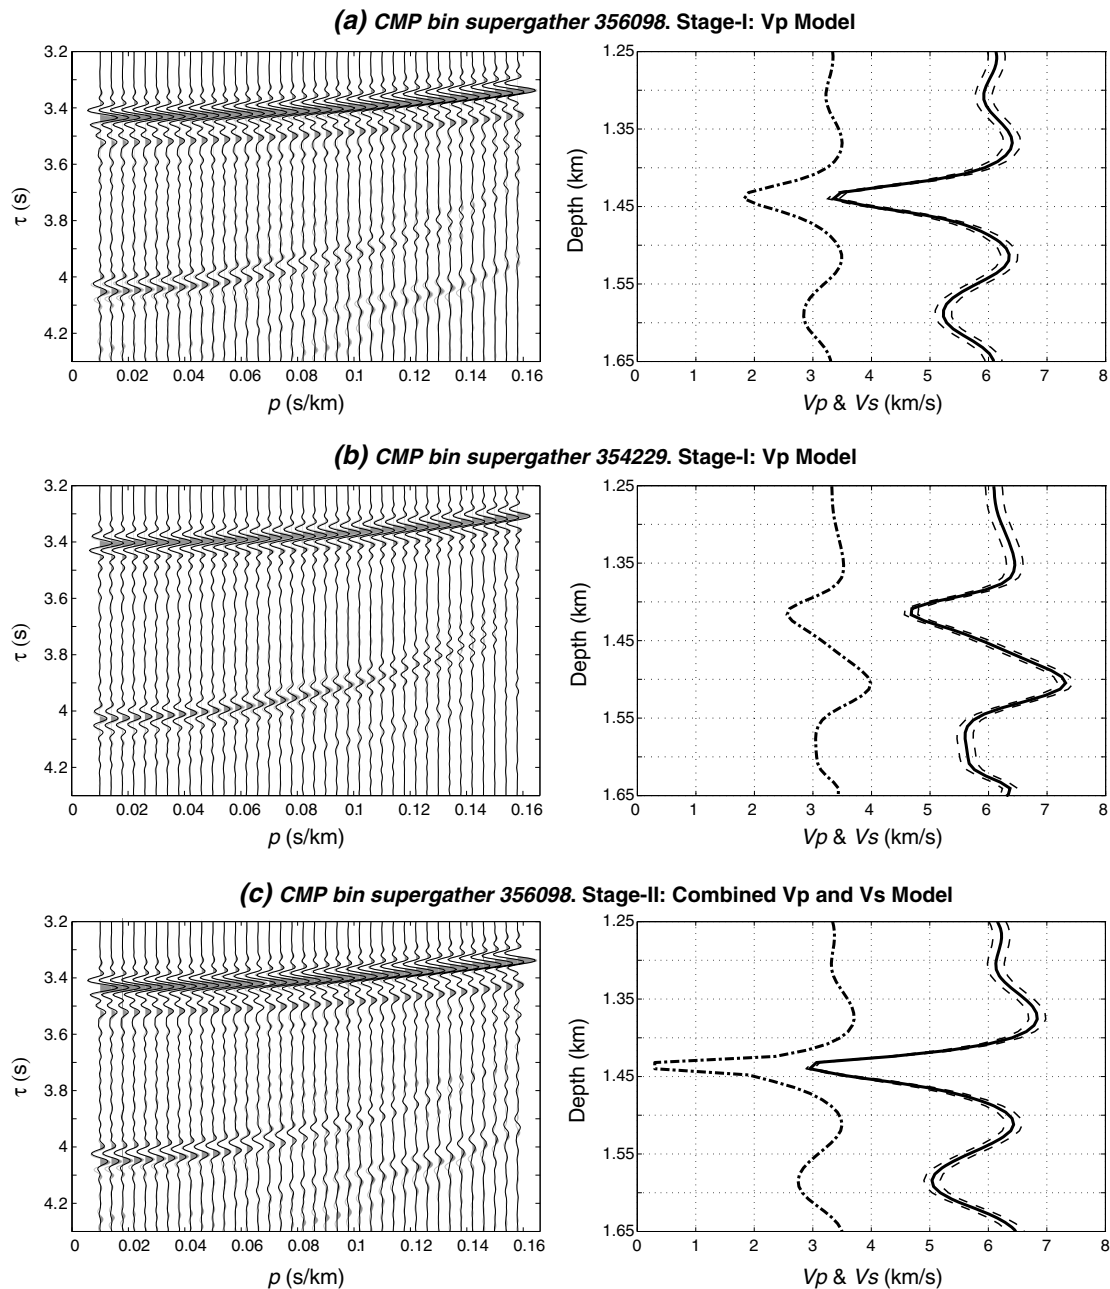 (a) CMP bin supergather 356098. Stage-I: Vp Model
3.2
3.4
3.6
3.8
4
4.2
τ (s)
0 0.02 0.04 0.06 0.08 0.1 0.12 0.14 0.16
p (s/km)
1.25
1.35
1.45
1.55
1.65
Depth (km)
0 1 2 3 4 5 6 7 8
Vp & Vs (km/s)
(b) CMP bin supergather 354229. Stage-I: Vp Model
3.2
3.4
3.6
3.8
4
4.2
τ (s)
0 0.02 0.04 0.06 0.08 0.1 0.12 0.14 0.16
p (s/km)
1.25
1.35
1.45
1.55
1.65
Depth (km)
0 1 2 3 4 5 6 7 8
Vp & Vs (km/s)
(c) CMP bin supergather 356098. Stage-II: Combined Vp and Vs Model
3.2
3.4
3.6
3.8
4
4.2
τ (s)
0 0.02 0.04 0.06 0.08 0.1 0.12 0.14 0.16
p (s/km)
1.25
1.35
1.45
1.55
1.65
Depth (km)
0 1 2 3 4 5 6 7 8
Vp & Vs (km/s)